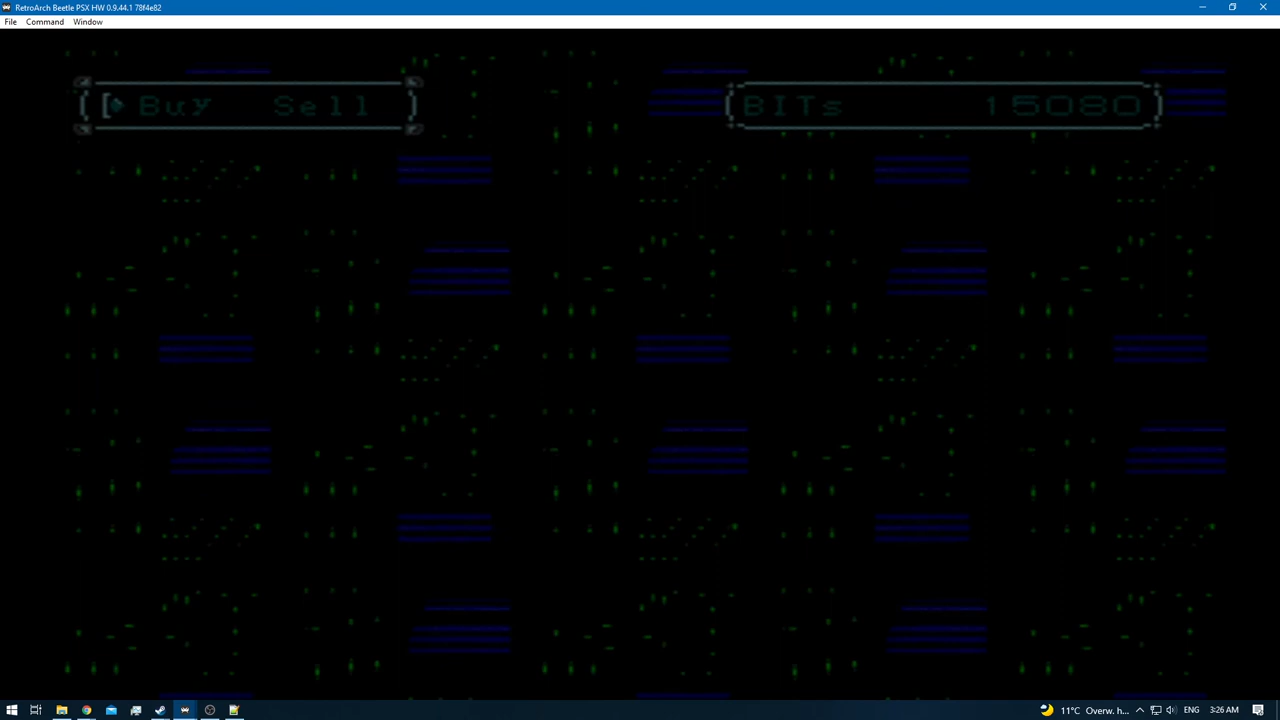 RetroArch Beetle PSX HW 0.9.44.1 78f4e82
File Command Window
Buy Sell
BITs 15080
11°C Overw. h... ENG 3:26 AM